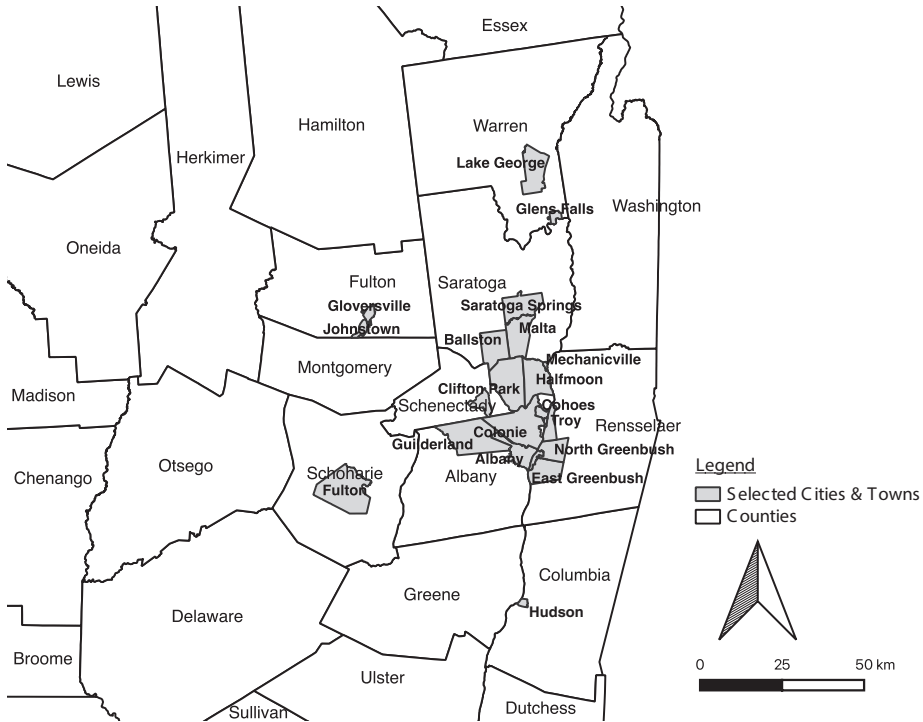 Essex
Lewis
Hamilton
Warren
Herkimer
Lake George
Washington
Glens Falls
Oneida
Fulton
Saratoga
Gloversville
Saratoga Springs
Johnstown
Malta
Ballston
Mechanicville
Montgomery
Halfmoon
Clifton Park
Madison
Schenectady
Cohoes
Troy
Rensselaer
Colonie
Guilderland
North Greenbush
Albany
Otsego
Schoharie
Albany
East Greenbush
Chenango
Fulton
Legend
Selected Cities & Towns
Counties
Columbia
Greene
Hudson
Delaware
Broome
Ulster
0 25 50 km
Sullivan
Dutchess